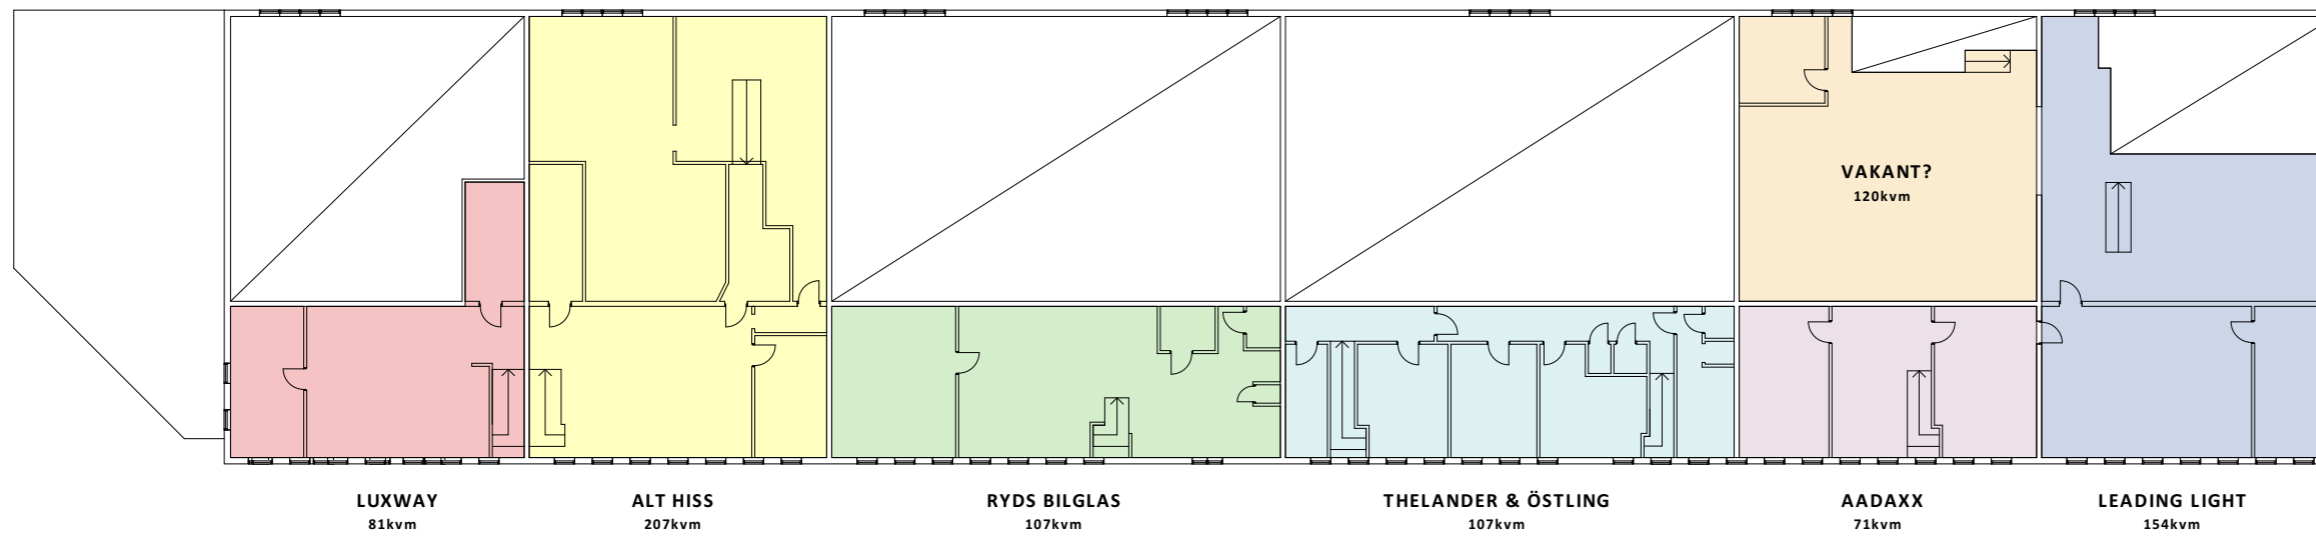 VAKANT?
120kvm
LUXWAY
81kvm
ALT HISS
207kvm
RYDS BILGLAS
107kvm
THELANDER & ÖSTLING
107kvm
AADAXX
71kvm
LEADING LIGHT
154kvm